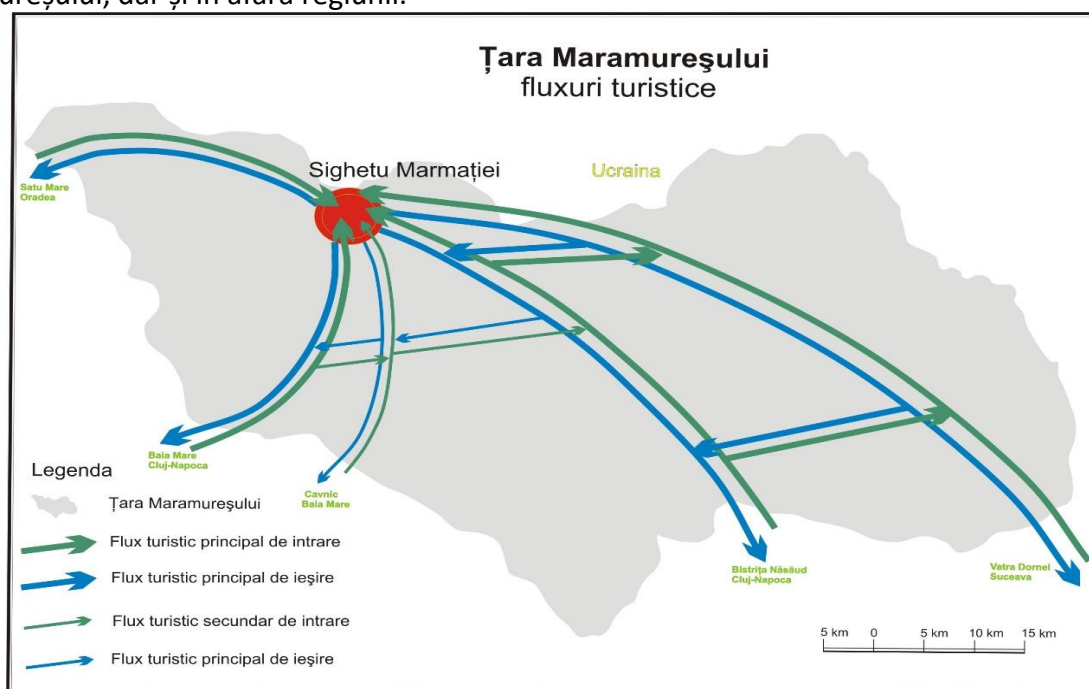 dar și în afara regiunii.
Țara Maramureşului
fluxuri turistice
Sighetu Marmației
Ucraina
Satu Mare
Oradea
Baia Mare
Cluj-Napoca
Cavnic
Baia Mare
Bistrița Năsăud
Cluj-Napoca
Vatra Dornei
Suceava
Legenda
Țara Maramureşului
Flux turistic principal de intrare
Flux turistic principal de ieşire
Flux turistic secundar de intrare
Flux turistic principal de ieşire
5 km 0 5 km 10 km 15 km